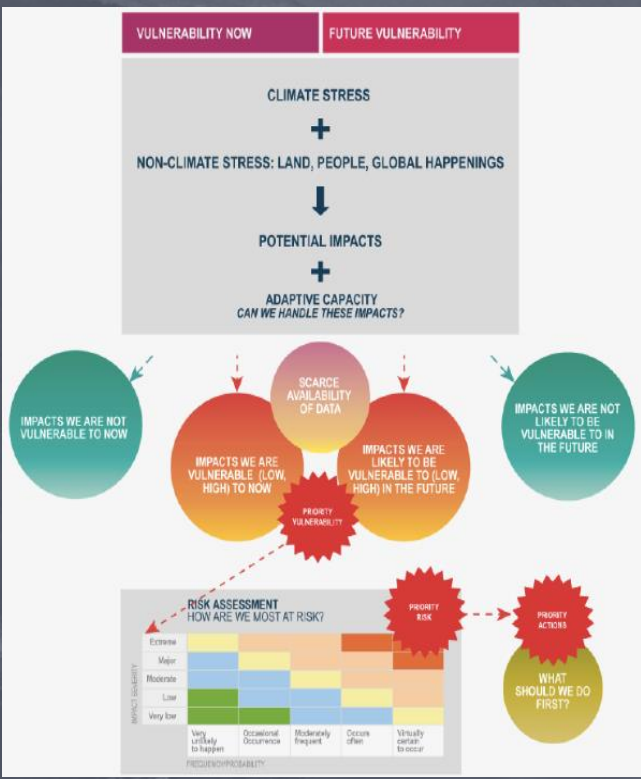 VULNERABILITY NOW
FUTURE VULNERABILITY
CLIMATE STRESS
+
NON-CLIMATE STRESS: LAND, PEOPLE, GLOBAL HAPPENINGS
POTENTIAL IMPACTS
+
ADAPTIVE CAPACITY
CAN WE HANDLE THESE IMPACTS?
IMPACTS WE ARE NOT
VULNERABLE TO NOW
IMPACTS WE ARE
VULNERABLE (LOW,
HIGH) TO NOW
SCARCE
AVAILABILITY
OF DATA
IMPACTS WE ARE
LIKELY TO BE
VULNERABLE TO (LOW,
HIGH) IN THE FUTURE
IMPACTS WE ARE NOT
LIKELY TO BE
VULNERABLE TO IN
THE FUTURE
PRIORITY
VULNERABILITY
RISK ASSESSMENT
HOW ARE WE MOST AT RISK?
PRIORITY
RISK
PRIORITY
ACTIONS
WHAT
SHOULD WE DO
FIRST?
IMPACT SEVERITY
Extreme
Major
Moderate
Low
Very low
Very
unlikely
to happen
Occasional
Occurrence
Moderately
frequent
Occurs
often
Virtually
certain
to occur
FREQUENCY/PROBABILITY